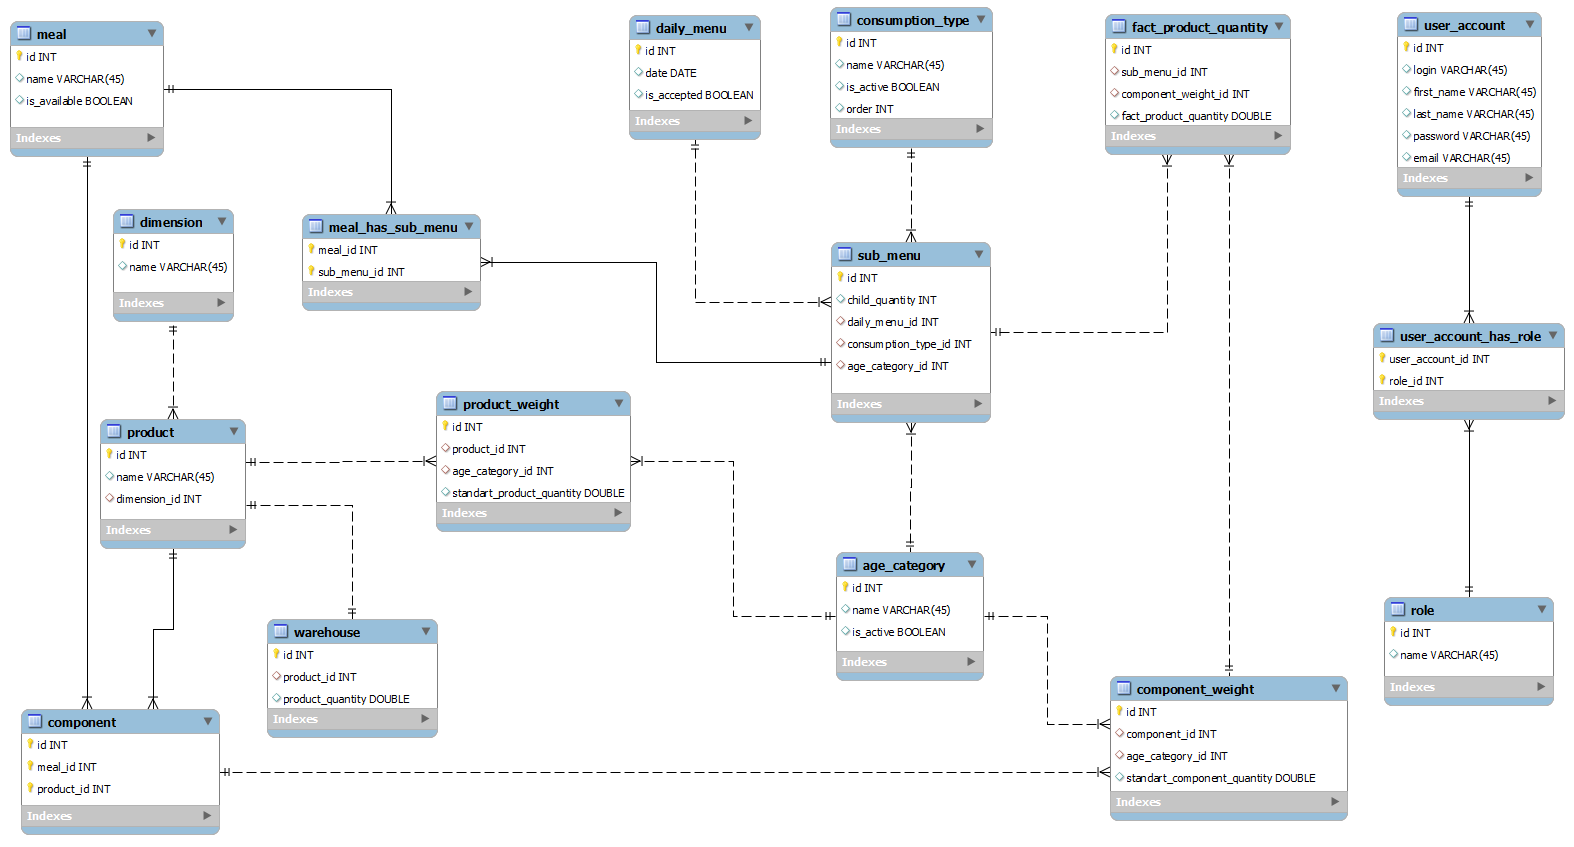 meal
id INT
name VARCHAR(45)
is_available BOOLEAN
Indexes
daily_menu
id INT
date DATE
is_accepted BOOLEAN
Indexes
consumption_type
id INT
name VARCHAR(45)
is_active BOOLEAN
order INT
Indexes
fact_product_quantity
id INT
sub_menu_id INT
component_weight_id INT
fact_product_quantity DOUBLE
Indexes
user_account
id INT
login VARCHAR(45)
first_name VARCHAR(45)
last_name VARCHAR(45)
password VARCHAR(45)
email VARCHAR(45)
Indexes
dimension
id INT
name VARCHAR(45)
Indexes
meal_has_sub_menu
meal_id INT
sub_menu_id INT
Indexes
sub_menu
id INT
child_quantity INT
daily_menu_id INT
consumption_type_id INT
age_category_id INT
Indexes
user_account_has_role
user_account_id INT
role_id INT
Indexes
product
id INT
name VARCHAR(45)
dimension_id INT
Indexes
product_weight
id INT
product_id INT
age_category_id INT
standart_product_quantity DOUBLE
Indexes
age_category
id INT
name VARCHAR(45)
is_active BOOLEAN
Indexes
role
id INT
name VARCHAR(45)
Indexes
warehouse
id INT
product_id INT
product_quantity DOUBLE
Indexes
component
id INT
meal_id INT
product_id INT
Indexes
component_weight
id INT
component_id INT
age_category_id INT
standart_component_quantity DOUBLE
Indexes